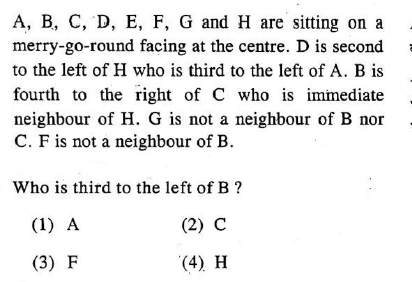 A, B, C, D, E, F, G and H are sitting on a
merry-go-round facing at the centre. D is second
to the left of H who is third to the left of A. B is
fourth to the right of C who is immediate
neighbour of H. G is not a neighbour of B nor
C. F is not a neighbour of B.
Who is third to the left of B ?
(1) A (2) C
(3) F (4) H